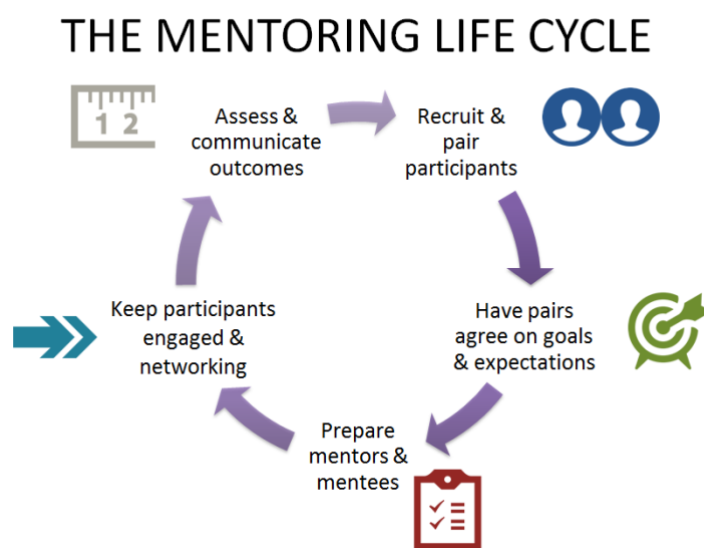 THE MENTORING LIFE CYCLE
Assess &
communicate
outcomes
1 2
Recruit &
pair
participants
Have pairs
agree on goals
& expectations
Prepare
mentors &
mentees
Keep participants
engaged &
networking